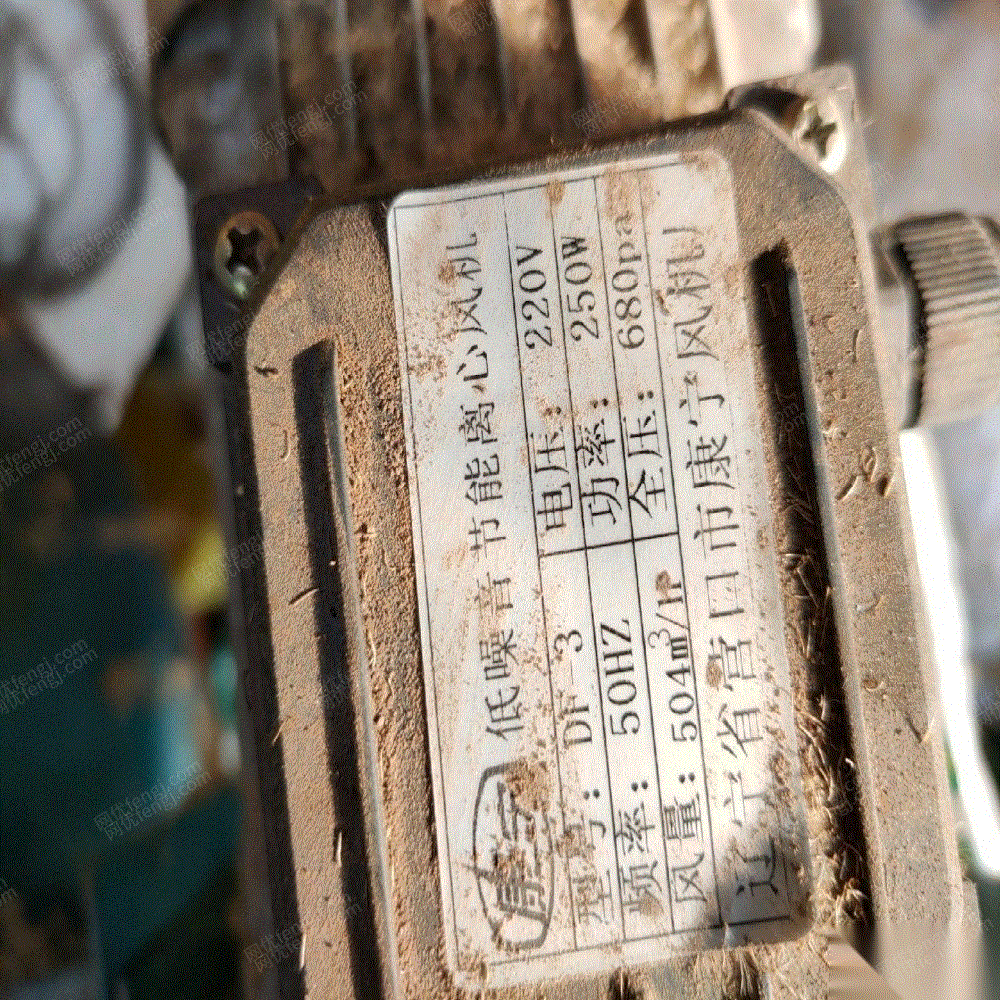 康宁 低噪音节能离心风机
型号: DF-3 电压: 220V
频率: 50HZ 功率: 250W
风量: 504m³/H 全压: 680pa
辽宁省营口市康宁风机厂